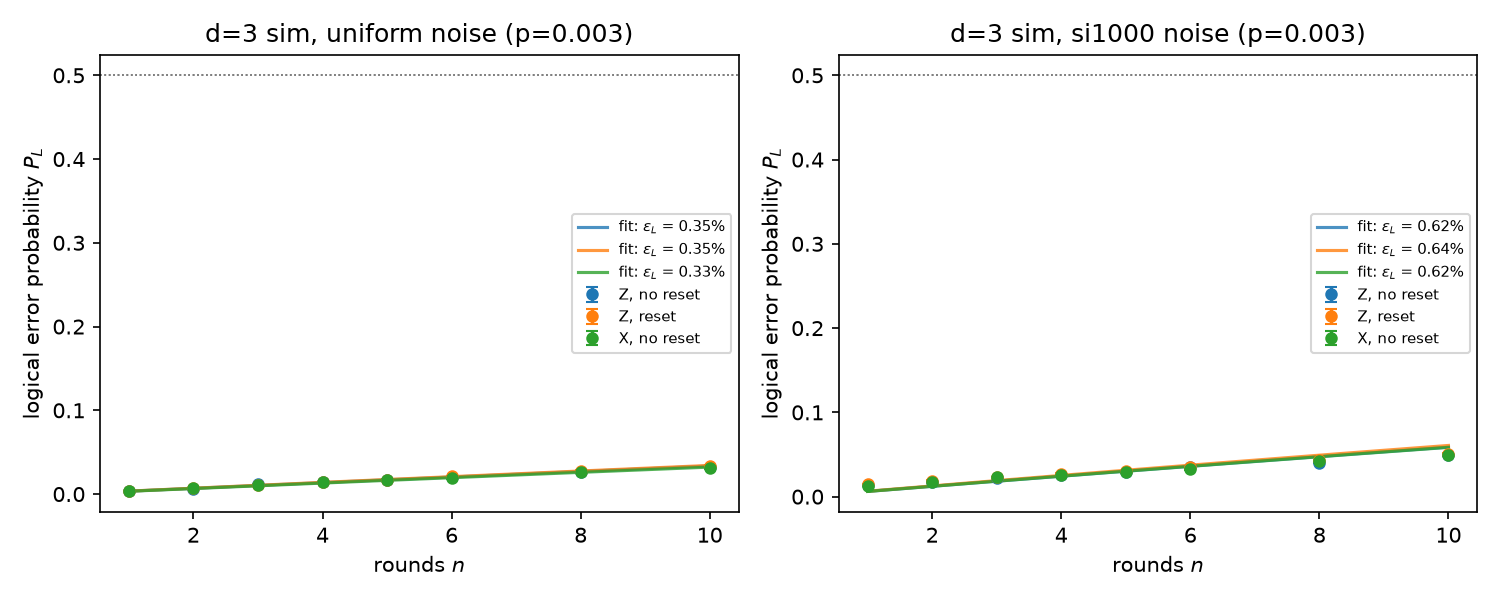 d=3 sim, uniform noise (p=0.003)
0.5
0.4
0.3
0.2
0.1
0.0
logical error probability P_L
fit: ε_L = 0.35%
fit: ε_L = 0.35%
fit: ε_L = 0.33%
Z, no reset
Z, reset
X, no reset
2 4 6 8 10
rounds n
d=3 sim, si1000 noise (p=0.003)
0.5
0.4
0.3
0.2
0.1
0.0
logical error probability P_L
fit: ε_L = 0.62%
fit: ε_L = 0.64%
fit: ε_L = 0.62%
Z, no reset
Z, reset
X, no reset
2 4 6 8 10
rounds n